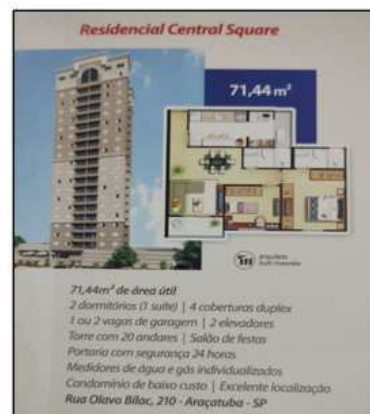 Residencial Central Square
71,44 m²
71,44m² de área útil
2 dormitórios (1 suíte) | 4 coberturas duplex
1 ou 2 vagas de garagem | 2 elevadores
Torre com 20 andares | Salão de festas
Portaria com segurança 24 horas
Medidores de água e gás individualizados
Condomínio de baixo custo | Excelente localização
Rua Olavo Bilac, 210 - Araçatuba - SP